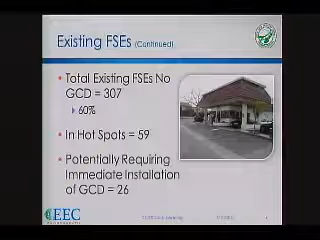 Existing FSEs (Continued)
• Total Existing FSEs No
GCD = 307
60%
• In Hot Spots = 59
• Potentially Requiring
Immediate Installation
of GCD = 26
EEC